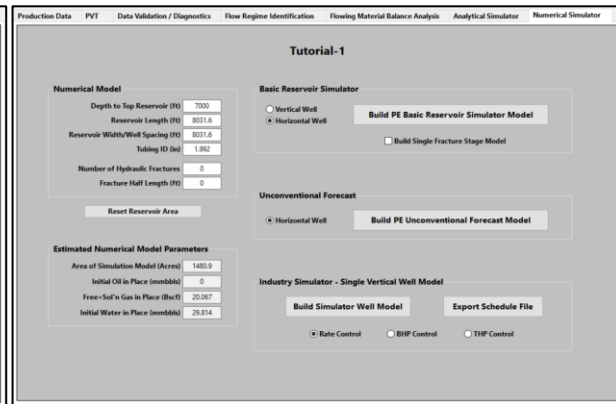 Production Data PVT Data Validation / Diagnostics Flow Regime Identification Flowing Material Balance Analysis Analytical Simulator Numerical Simulator
Tutorial-1
Numerical Model
Depth to Top Reservoir (ft) 7000
Reservoir Length (ft) 8031.6
Reservoir Width/Well Spacing (ft) 8031.6
Tubing ID (in) 1.992
Number of Hydraulic Fractures 0
Fracture Half Length (ft) 0
Reset Reservoir Area
Estimated Numerical Model Parameters
Area of Simulation Model (Acres) 1480.9
Initial Oil in Place (mmbbls) 0
Free+Sol'n Gas in Place (Bscf) 20.067
Initial Water in Place (mmbbls) 29.814
Basic Reservoir Simulator
Vertical Well
Horizontal Well
Build PE Basic Reservoir Simulator Model
Build Single Fracture Stage Model
Unconventional Forecast
Horizontal Well Build PE Unconventional Forecast Model
Industry Simulator - Single Vertical Well Model
Build Simulator Well Model Export Schedule File
Rate Control BHP Control THP Control